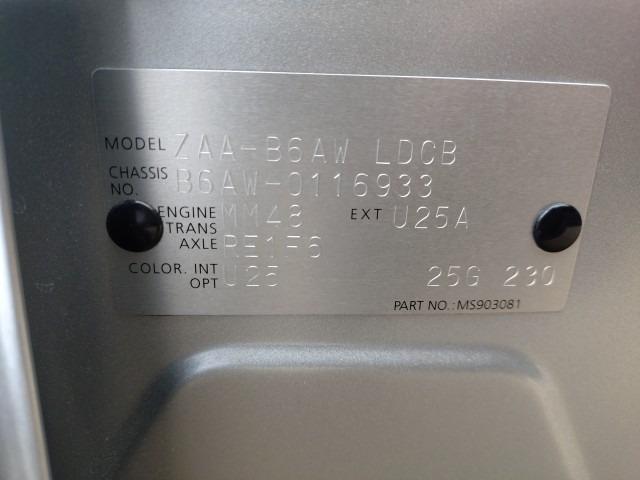 MODEL ZAA-B6AW LDCB
CHASSIS NO. B6AW-0116933
ENGINE MM48 EXT U25A
TRANS AXLE RE1F6
COLOR. INT U25 25G 230
OPT
PART NO.:MS903081